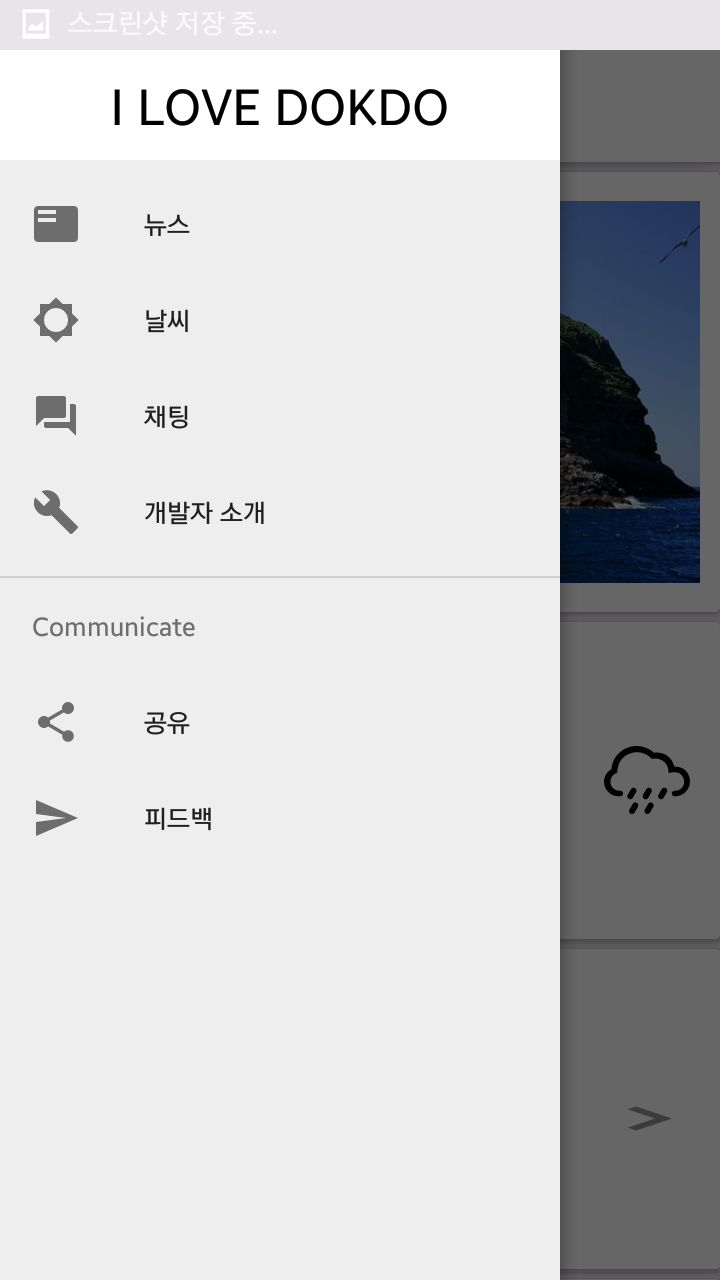 스크린샷 저장 중...
I LOVE DOKDO
뉴스
날씨
채팅
개발자 소개
Communicate
공유
피드백